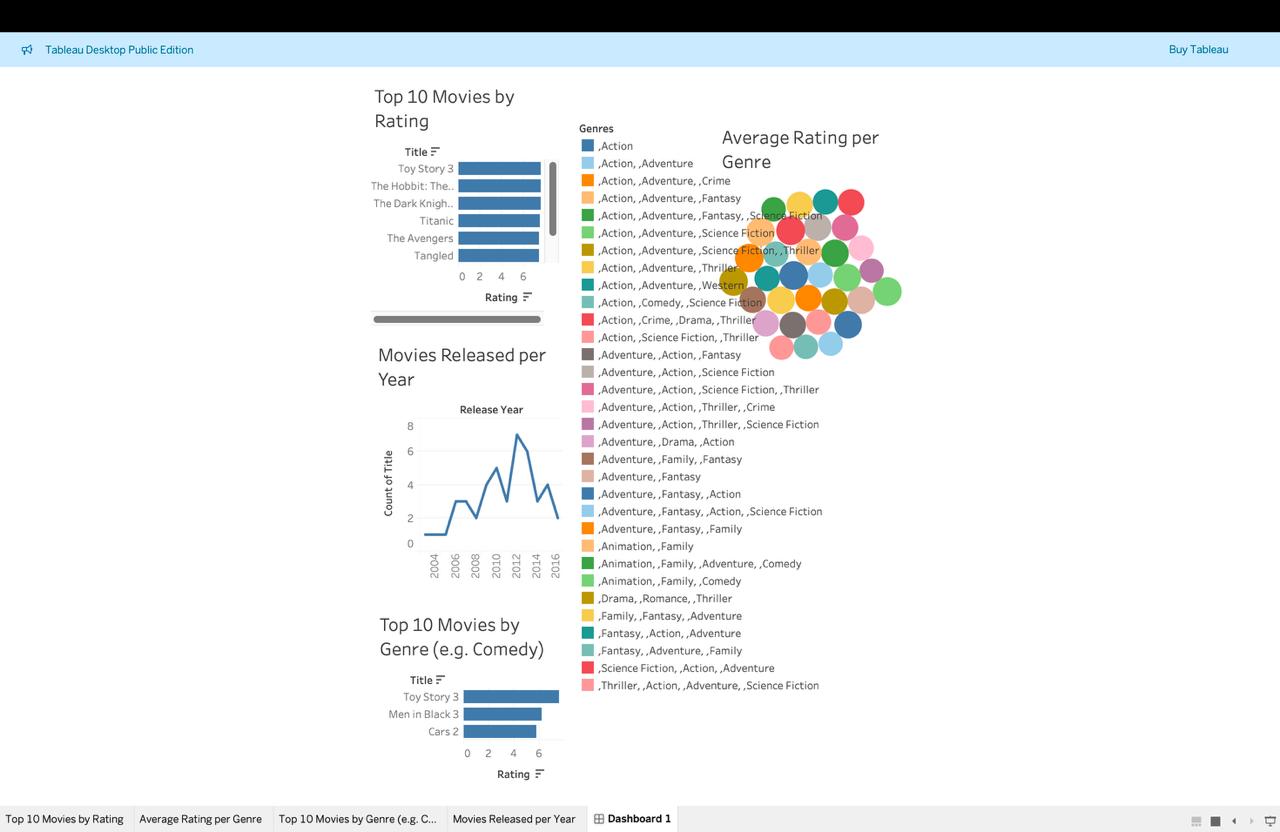 Tableau Desktop Public Edition
Buy Tableau
Top 10 Movies by
Rating
Title
Toy Story 3
The Hobbit: The..
The Dark Knigh..
Titanic
The Avengers
Tangled
0 2 4 6
Rating
Movies Released per
Year
Release Year
Count of Title
8
6
4
2
0
2004 2006 2008 2010 2012 2014 2016
Top 10 Movies by
Genre (e.g. Comedy)
Title
Toy Story 3
Men in Black 3
Cars 2
0 2 4 6
Rating
Genres
,Action
,Action, ,Adventure
,Action, ,Adventure, ,Crime
,Action, ,Adventure, ,Fantasy
,Action, ,Adventure, ,Fantasy, ,Science Fiction
,Action, ,Adventure, ,Science Fiction
,Action, ,Adventure, ,Science Fiction, ,Thriller
,Action, ,Adventure, ,Thriller
,Action, ,Adventure, ,Western
,Action, ,Comedy, ,Science Fiction
,Action, ,Crime, ,Drama, ,Thriller
,Action, ,Science Fiction, ,Thriller
,Adventure, ,Action, ,Fantasy
,Adventure, ,Action, ,Science Fiction
,Adventure, ,Action, ,Science Fiction, ,Thriller
,Adventure, ,Action, ,Thriller, ,Crime
,Adventure, ,Action, ,Thriller, ,Science Fiction
,Adventure, ,Drama, ,Action
,Adventure, ,Family, ,Fantasy
,Adventure, ,Fantasy
,Adventure, ,Fantasy, ,Action
,Adventure, ,Fantasy, ,Action, ,Science Fiction
,Adventure, ,Fantasy, ,Family
,Animation, ,Family
,Animation, ,Family, ,Adventure, ,Comedy
,Animation, ,Family, ,Comedy
,Drama, ,Romance, ,Thriller
,Family, ,Fantasy, ,Adventure
,Fantasy, ,Action, ,Adventure
,Fantasy, ,Adventure, ,Family
,Science Fiction, ,Action, ,Adventure
,Thriller, ,Action, ,Adventure, ,Science Fiction
Average Rating per
Genre
Top 10 Movies by Rating
Average Rating per Genre
Top 10 Movies by Genre (e.g. C...
Movies Released per Year
Dashboard 1